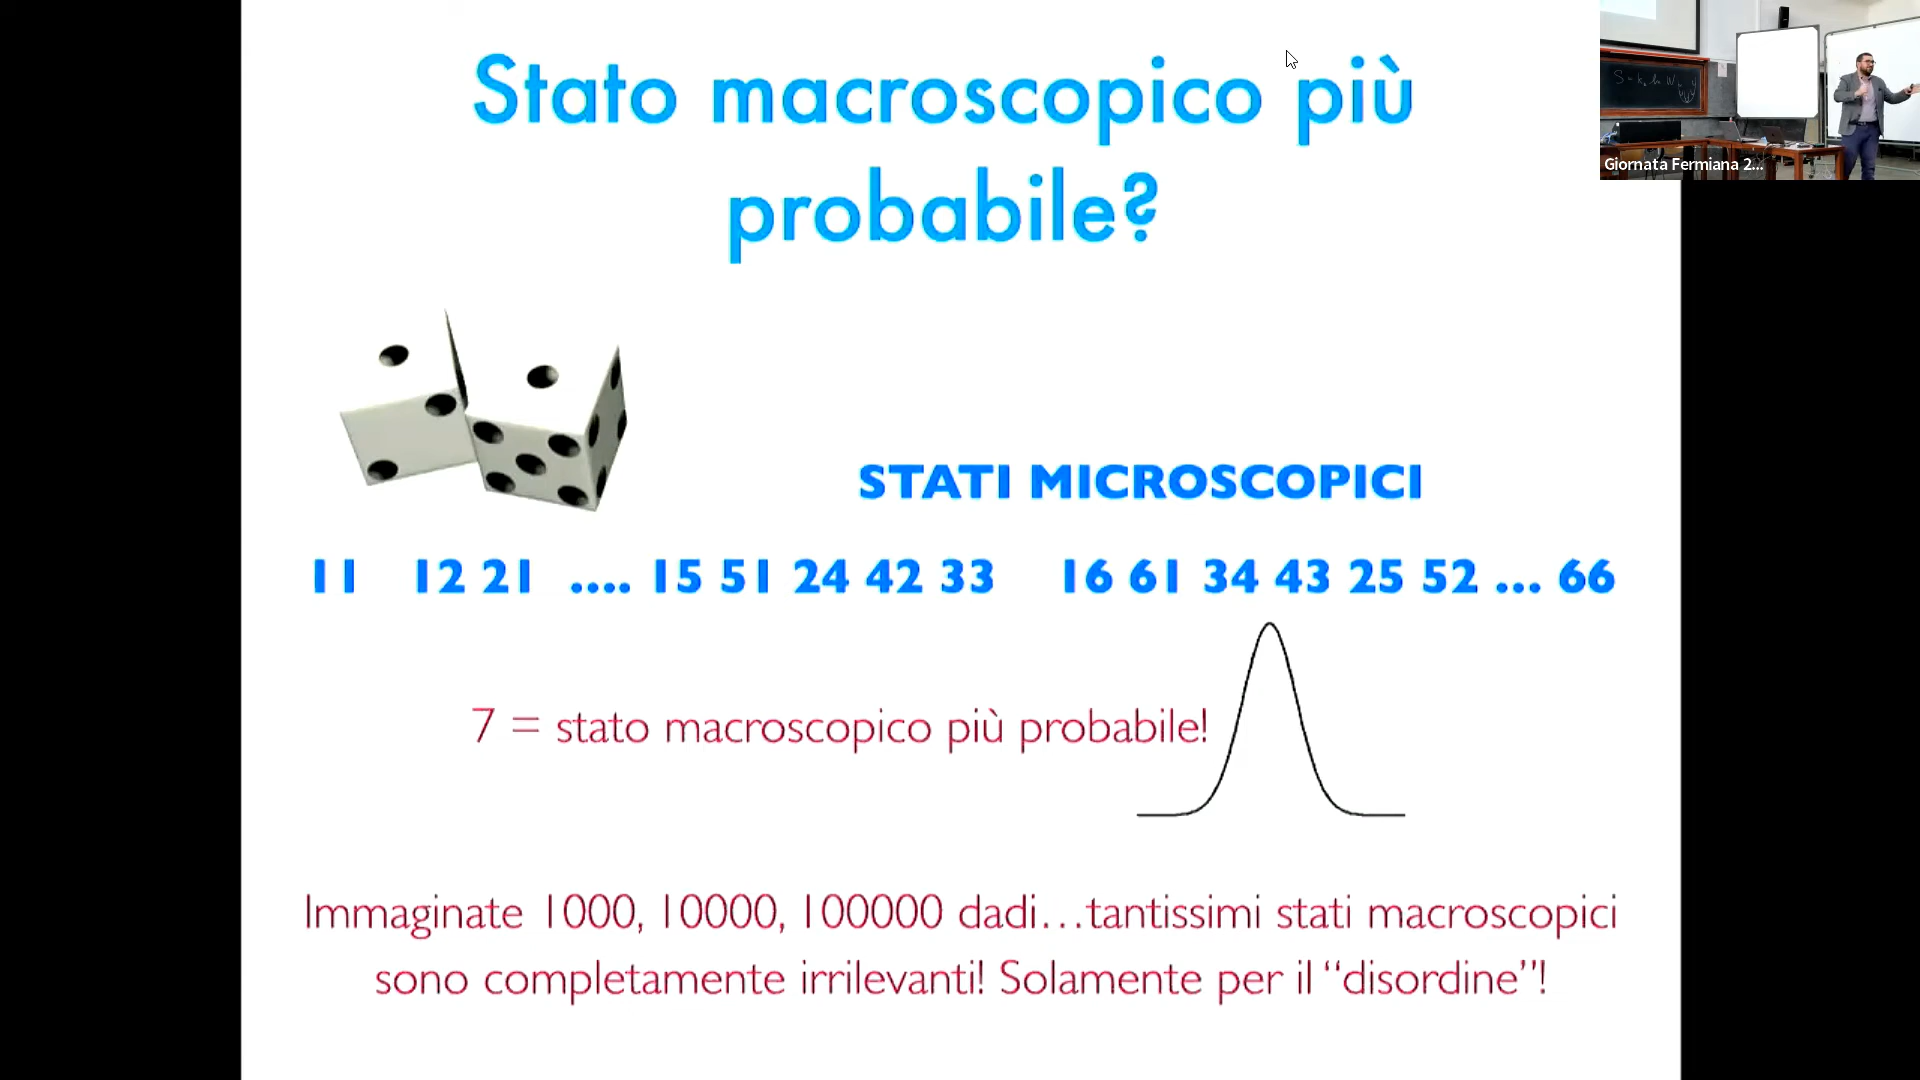 Stato macroscopico più
probabile?
Giornata Fermiana 2...
STATI MICROSCOPICI
11 12 21 .... 15 51 24 42 33 16 61 34 43 25 52 ... 66
7 = stato macroscopico più probabile!
Immaginate 1000, 10000, 100000 dadi...tantissimi stati macroscopici
sono completamente irrilevanti! Solamente per il “disordine”!